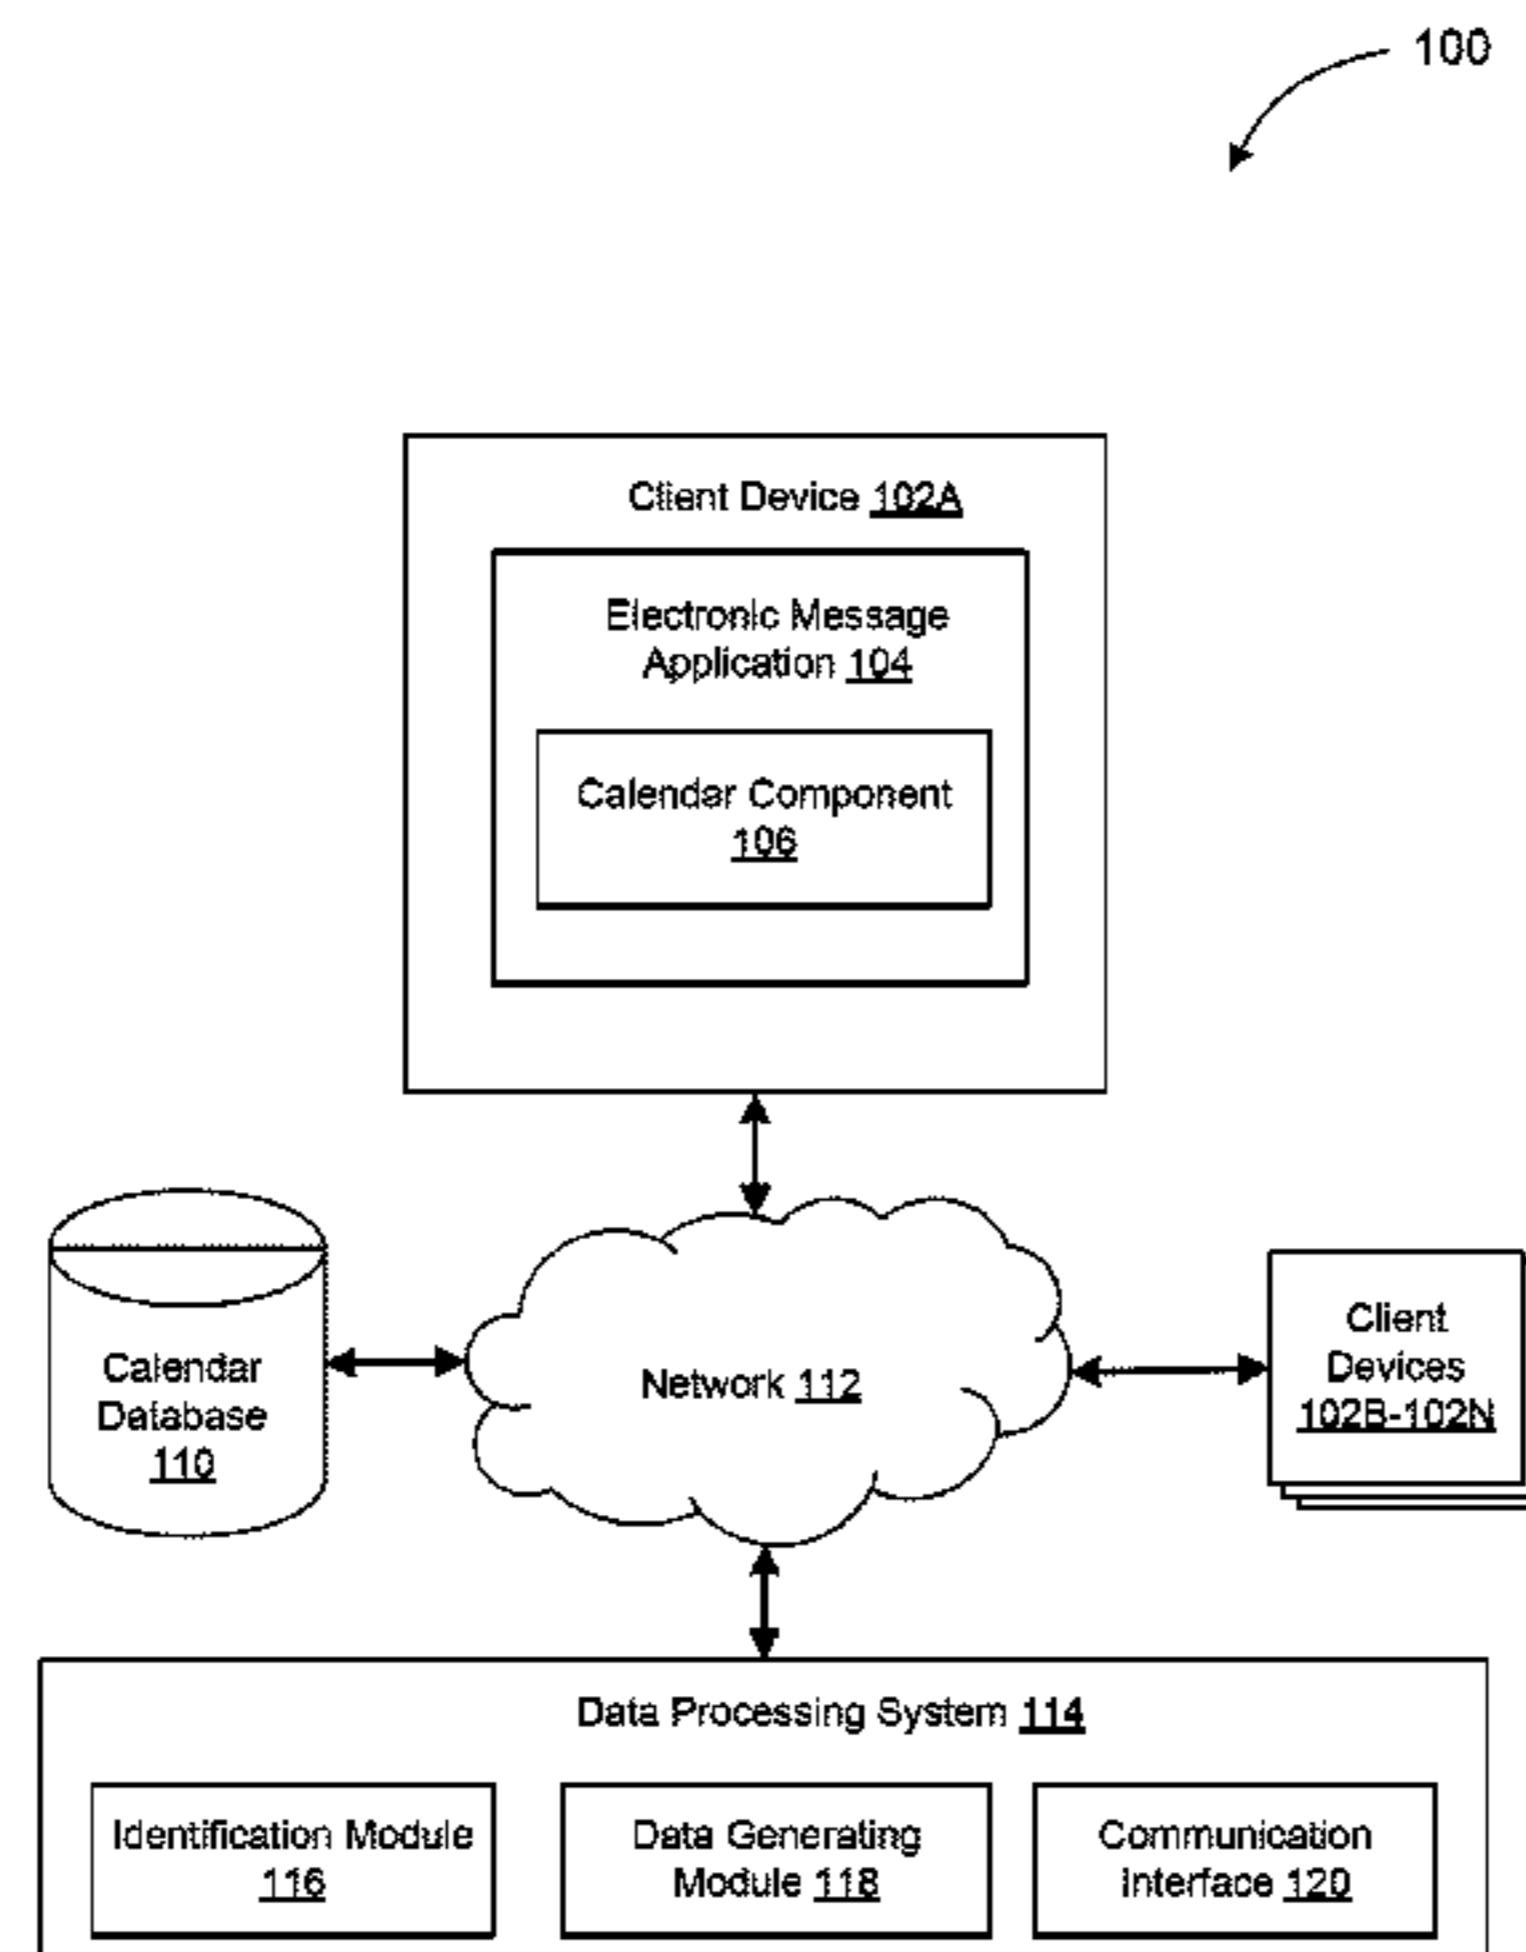 100
Client Device 102A
Electronic Message
Application 104
Calendar Component
106
Calendar
Database
110
Network 112
Client
Devices
102B-102N
Data Processing System 114
Identification Module
116
Data Generating
Module 118
Communication
Interface 120